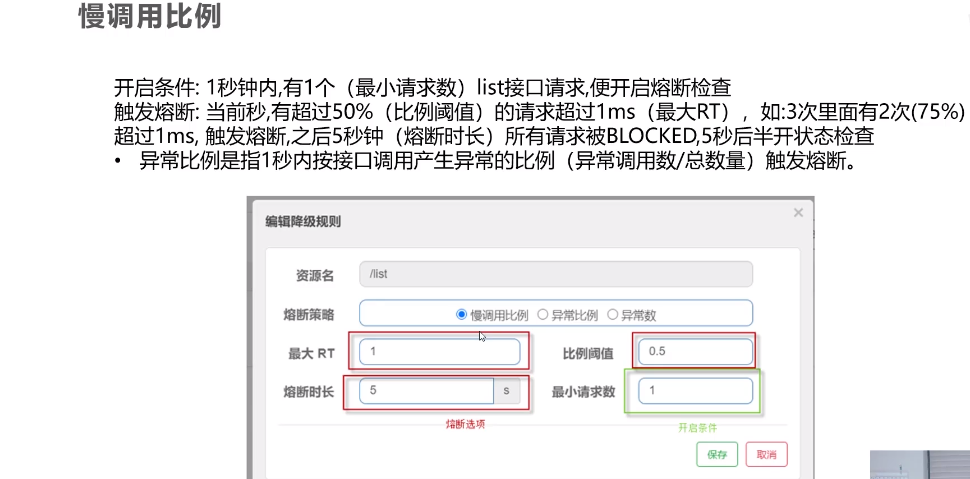 慢调用比例
开启条件: 1秒钟内,有1个（最小请求数）list接口请求,便开启熔断检查
触发熔断: 当前秒,有超过50%（比例阈值）的请求超过1ms（最大RT），如:3次里面有2次(75%)
超过1ms, 触发熔断,之后5秒钟（熔断时长）所有请求被BLOCKED,5秒后半开状态检查
• 异常比例是指1秒内按接口调用产生异常的比例（异常调用数/总数量）触发熔断。
编辑降级规则 ×
资源名 /list
熔断策略 慢调用比例 异常比例 异常数
最大 RT 1 比例阈值 0.5
熔断时长 5 s 最小请求数 1
熔断选项 开启条件
保存 取消